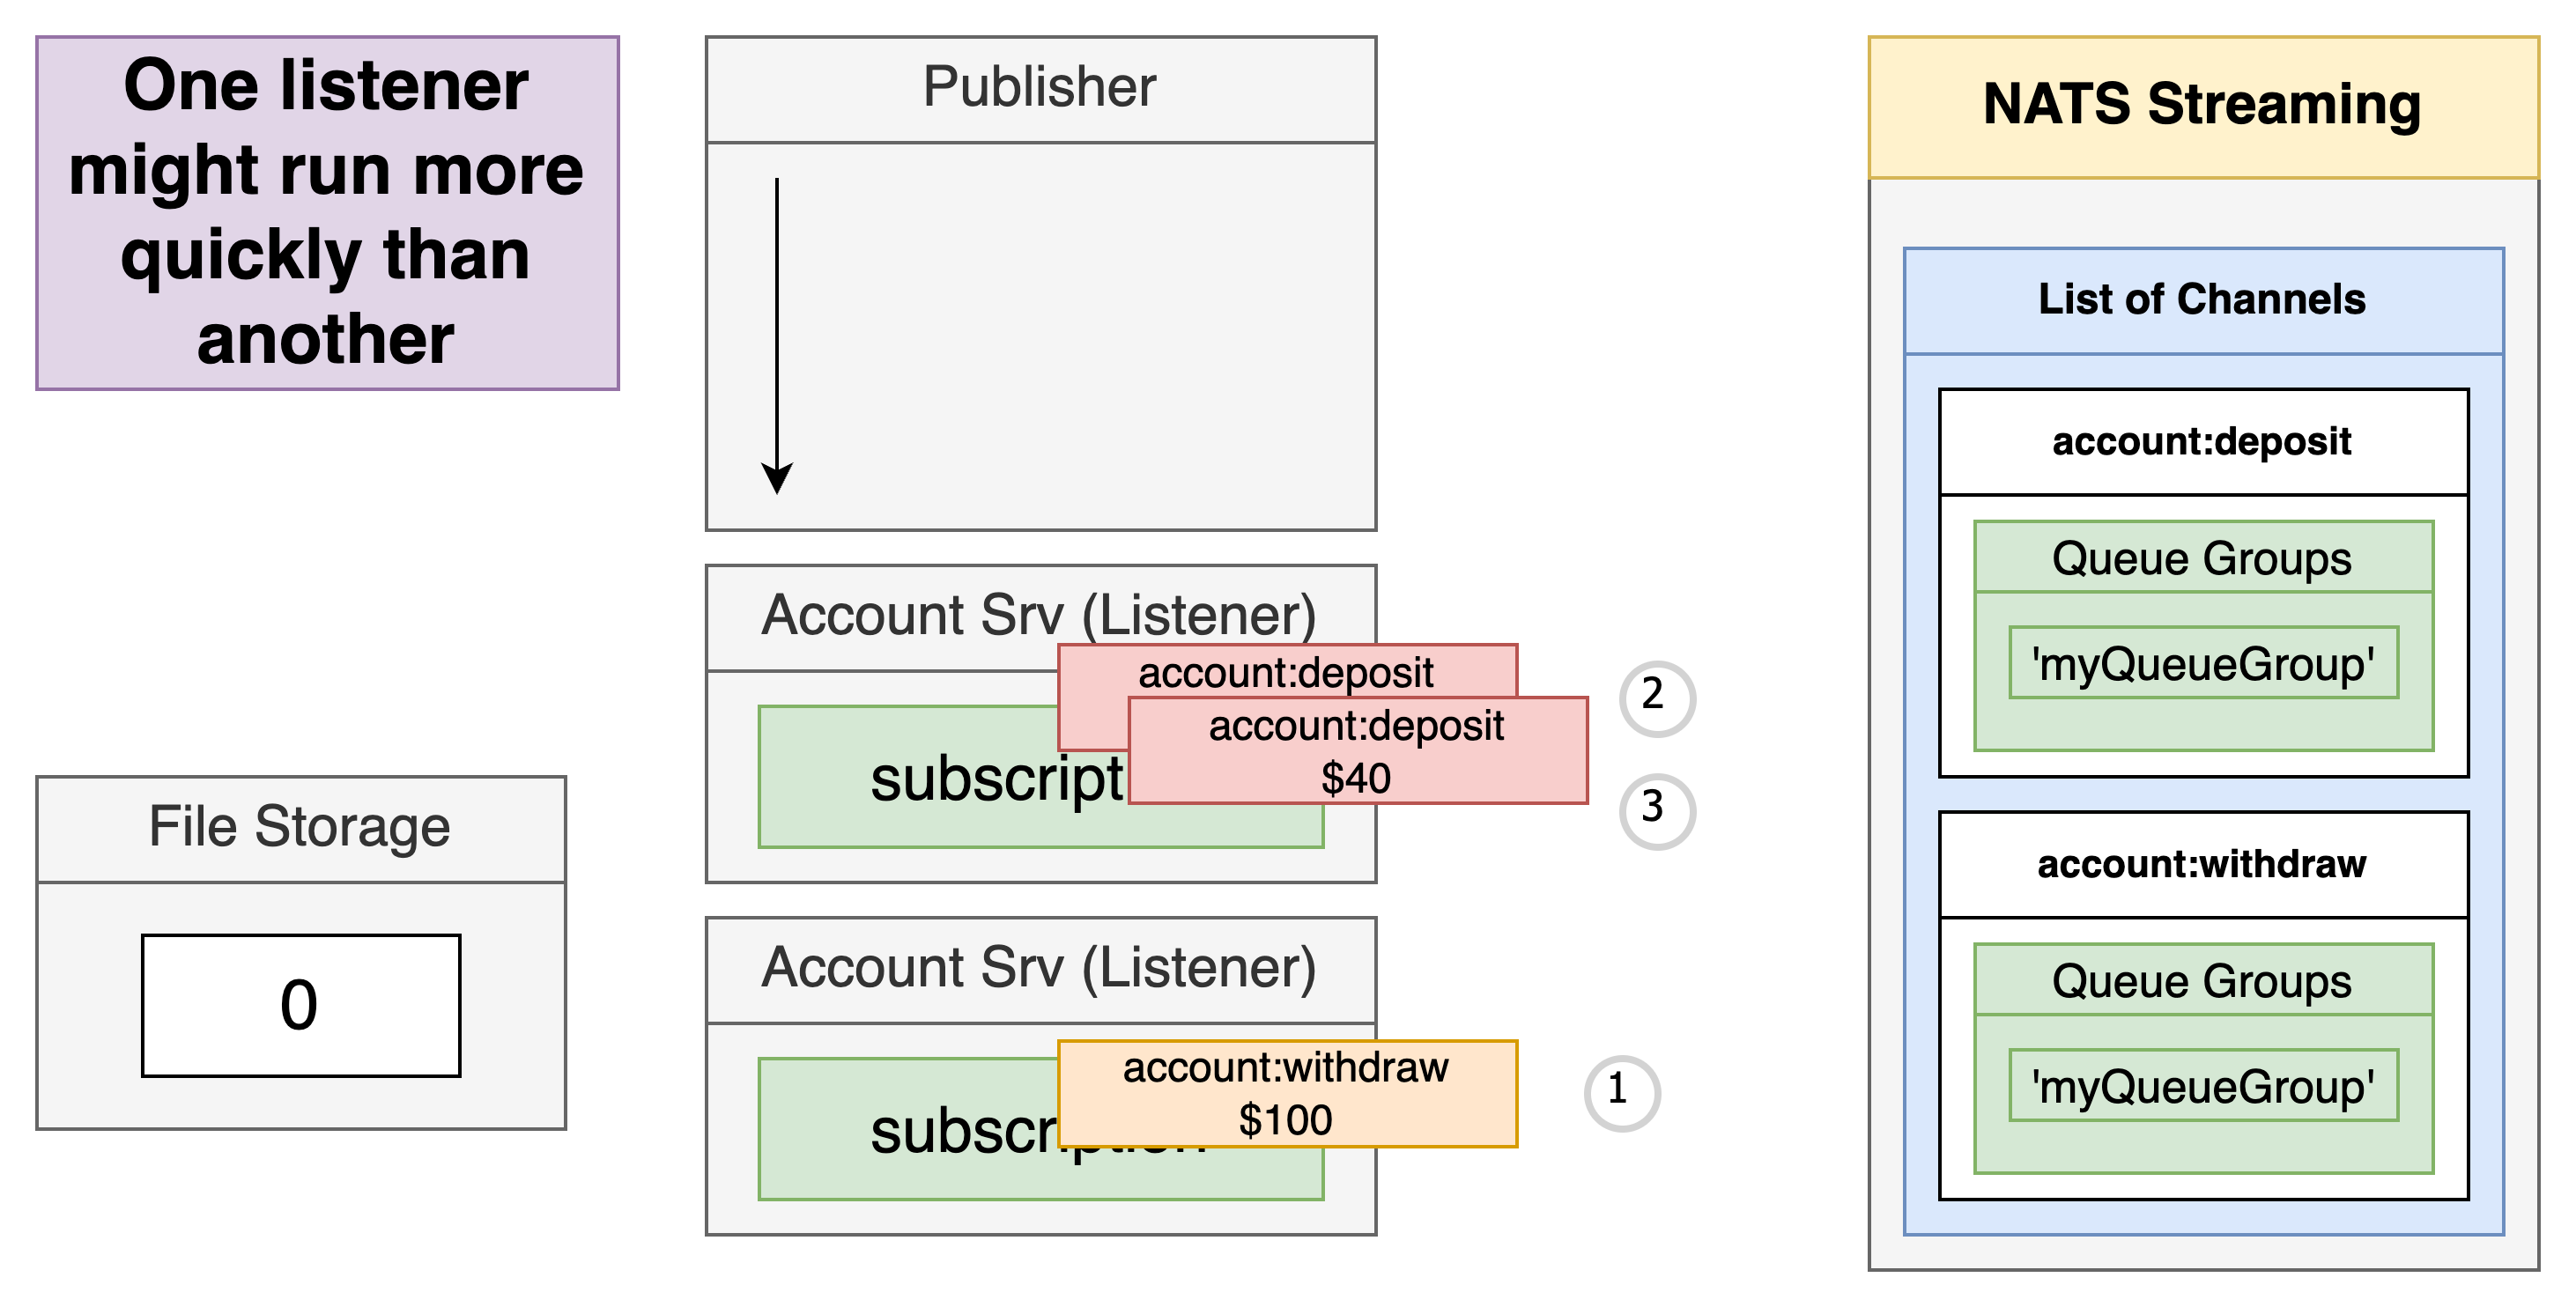 One listener
might run more
quickly than
another
Publisher
Account Srv (Listener)
account:deposit
account:deposit
$40
2
3
File Storage
0
Account Srv (Listener)
account:withdraw
$100
1
NATS Streaming
List of Channels
account:deposit
Queue Groups
'myQueueGroup'
account:withdraw
Queue Groups
'myQueueGroup'